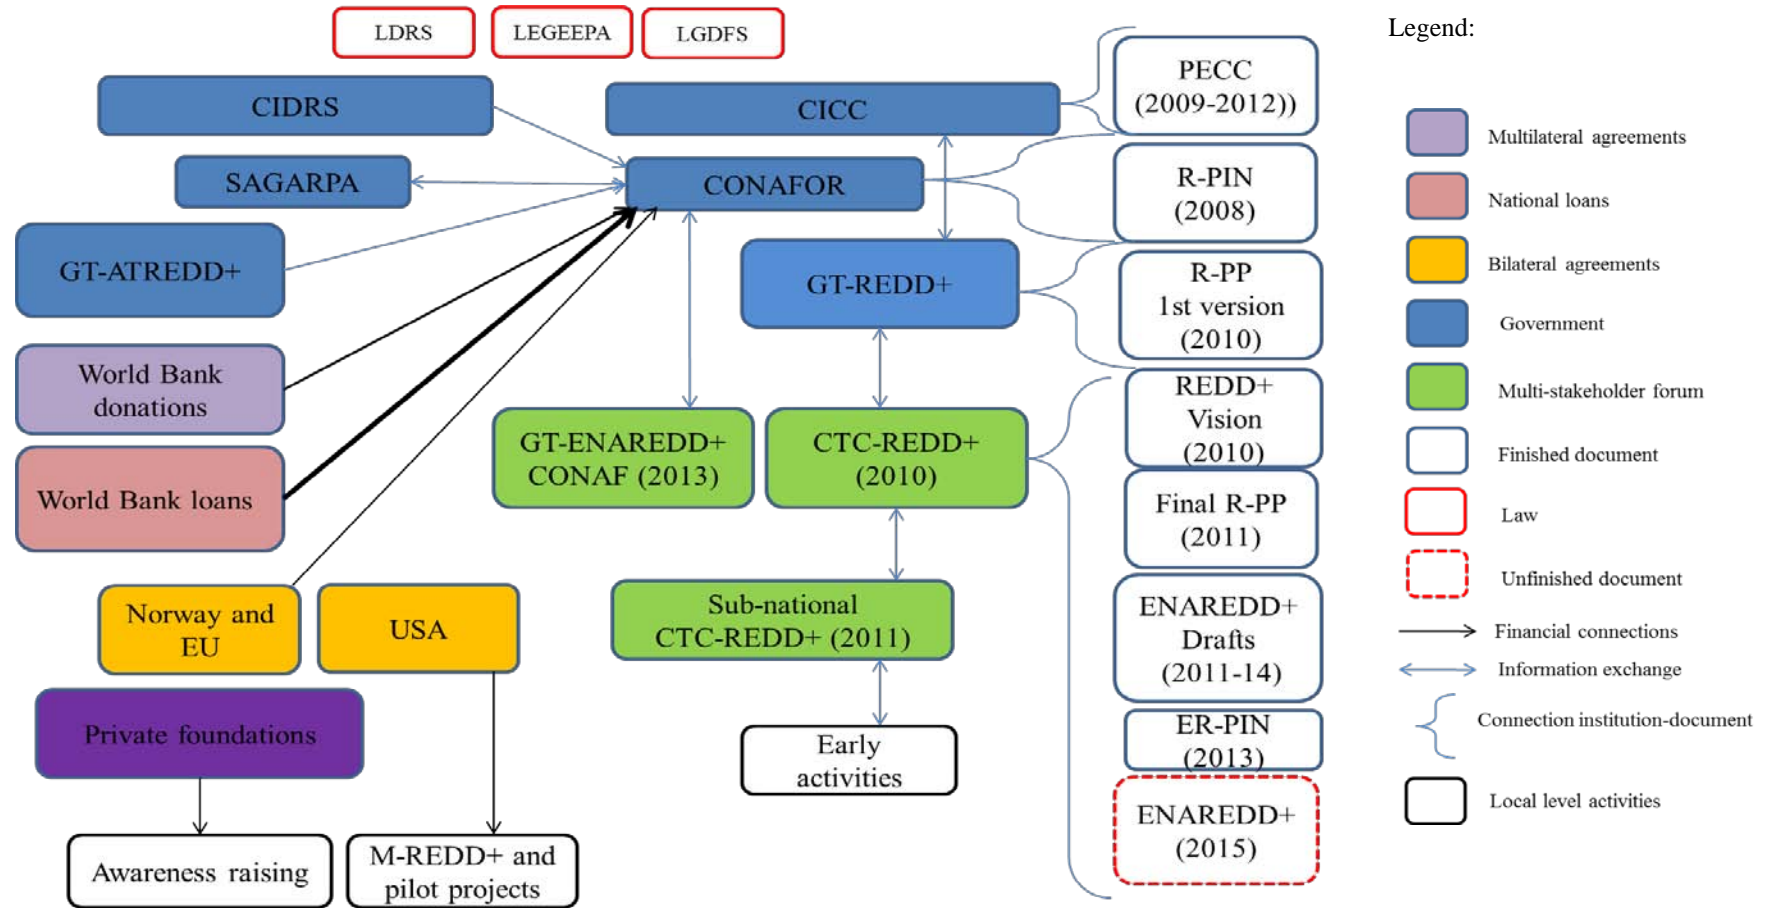 LDRS
LEGEEPA
LGDFS
Legend:
CIDRS
CICC
PECC
(2009-2012))
SAGARPA
CONAFOR
R-PIN
(2008)
GT-ATREDD+
GT-REDD+
R-PP
1st version
(2010)
World Bank
donations
World Bank loans
GT-ENAREDD+
CONAF (2013)
CTC-REDD+
(2010)
REDD+
Vision
(2010)
Final R-PP
(2011)
Norway and
EU
USA
Sub-national
CTC-REDD+ (2011)
ENAREDD+
Drafts
(2011-14)
Private foundations
Early
activities
ER-PIN
(2013)
ENAREDD+
(2015)
Awareness raising
M-REDD+ and
pilot projects
Multilateral agreements
National loans
Bilateral agreements
Government
Multi-stakeholder forum
Finished document
Law
Unfinished document
Financial connections
Information exchange
Connection institution-document
Local level activities